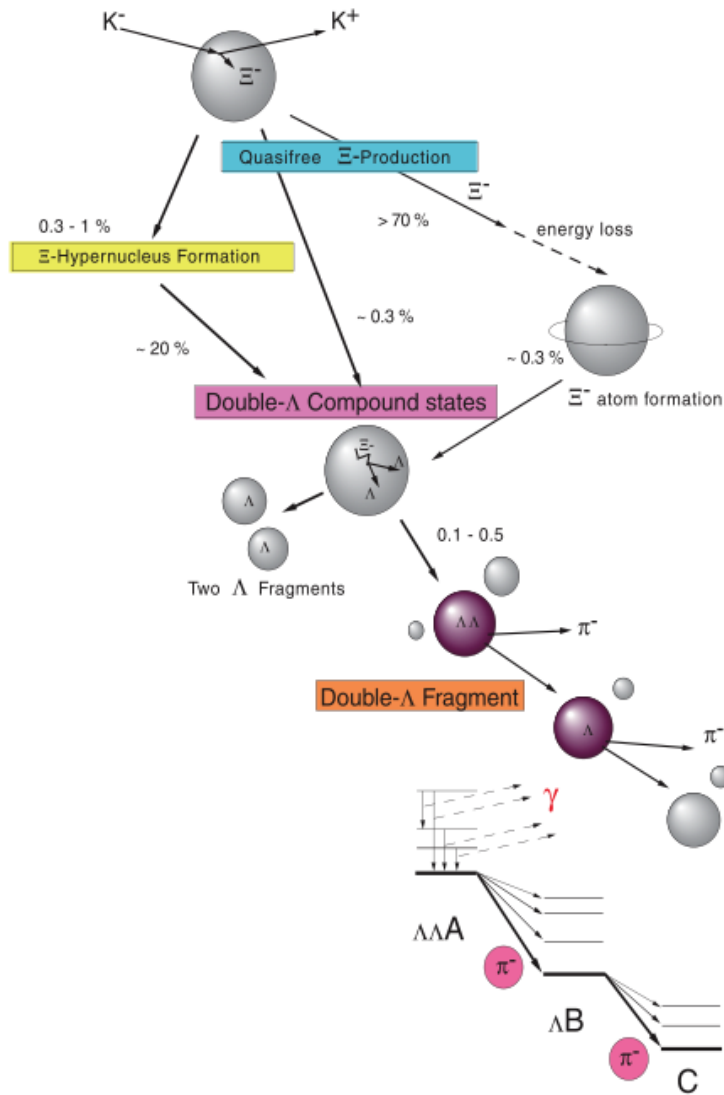 K⁻
K⁺
Ξ⁻
Quasifree Ξ-Production
Ξ⁻
> 70 %
energy loss
0.3 - 1 %
Ξ-Hypernucleus Formation
~ 0.3 %
~ 20 %
~ 0.3 %
Double-Λ Compound states
Ξ⁻ atom formation
Ξ-
Λ
Λ
Λ
Λ
Two Λ Fragments
0.1 - 0.5
ΛΛ
π⁻
Double-Λ Fragment
Λ
π⁻
γ
ΛΛA
π⁻
ΛB
π⁻
C